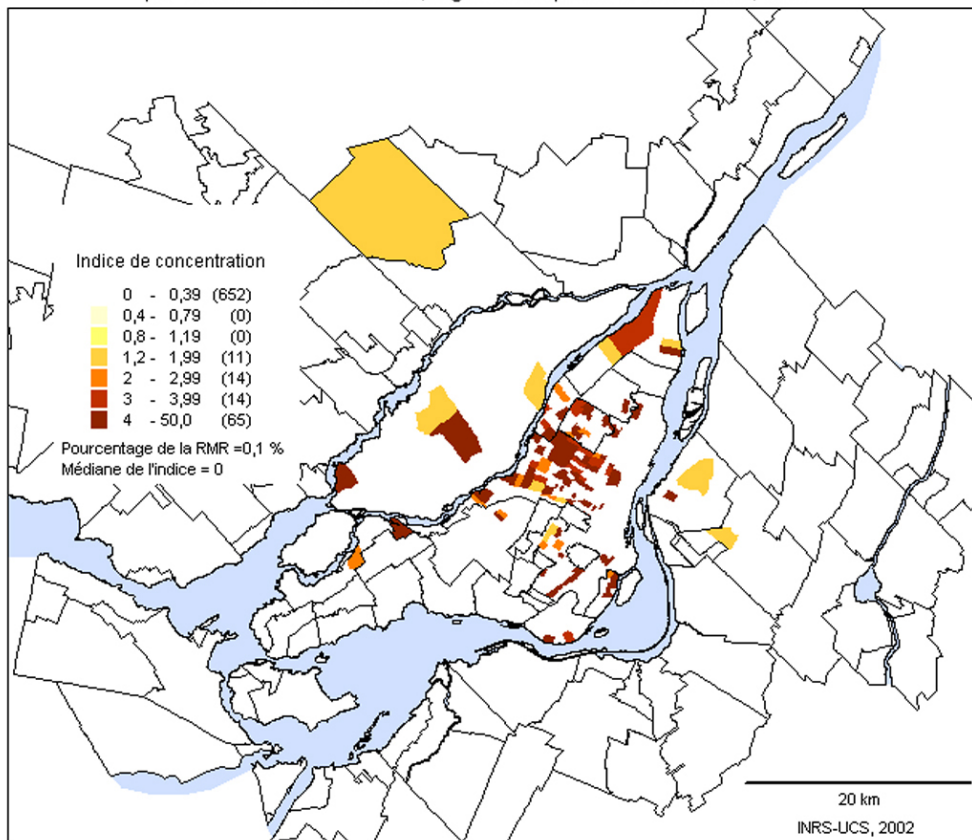 Indice de concentration
0 - 0,39 (652)
0,4 - 0,79 (0)
0,8 - 1,19 (0)
1,2 - 1,99 (11)
2 - 2,99 (14)
3 - 3,99 (14)
4 - 50,0 (65)
Pourcentage de la RMR =0,1 %
Médiane de l'indice = 0
20 km
INRS-UCS, 2002